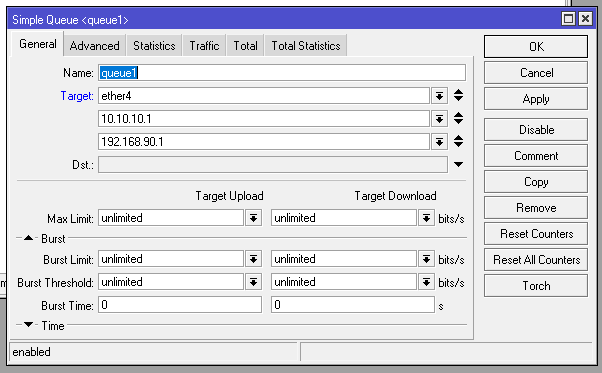 Simple Queue <queue1>
General Advanced Statistics Traffic Total Total Statistics
Name: queue1
Target: ether4
10.10.10.1
192.168.90.1
Dst.:
Target Upload Target Download
Max Limit: unlimited unlimited bits/s
Burst
Burst Limit: unlimited unlimited bits/s
Burst Threshold: unlimited unlimited bits/s
Burst Time: 0 0 s
Time
OK
Cancel
Apply
Disable
Comment
Copy
Remove
Reset Counters
Reset All Counters
Torch
enabled